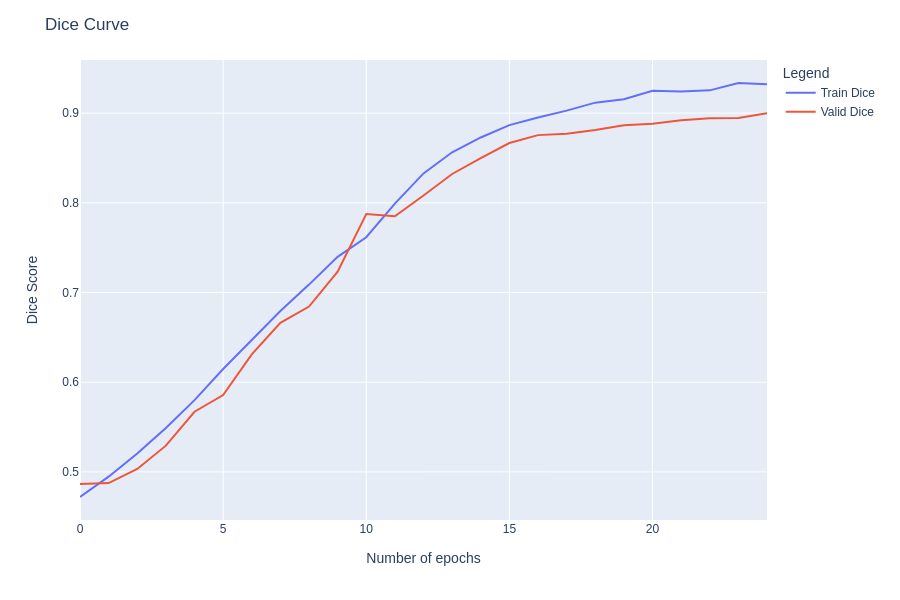 Dice Curve
Legend
Train Dice
Valid Dice
0.9
0.8
0.7
0.6
0.5
Dice Score
0
5
10
15
20
Number of epochs